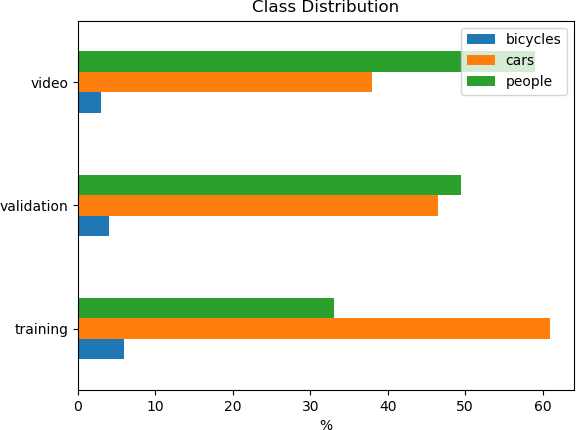 Class Distribution
bicycles
cars
people
video
validation
training
0 10 20 30 40 50 60
%